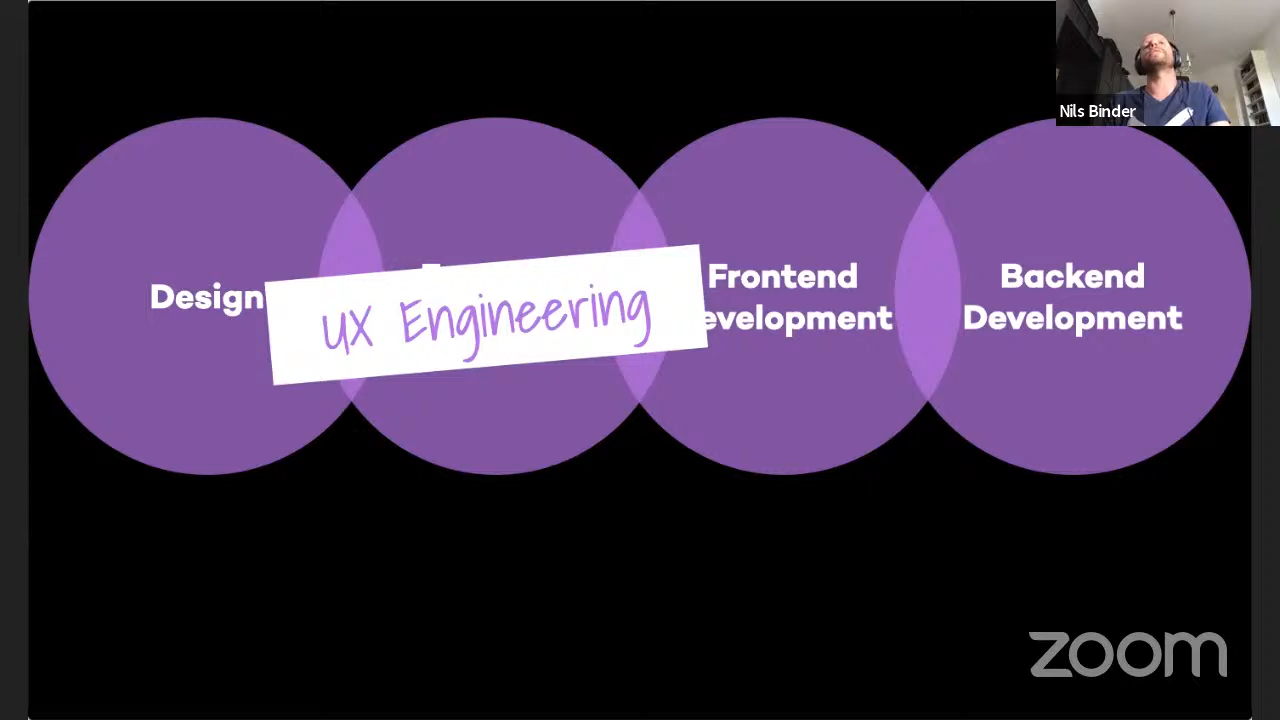 Nils Binder
Design
UX Engineering
Frontend
evelopment
Backend
Development
zoom